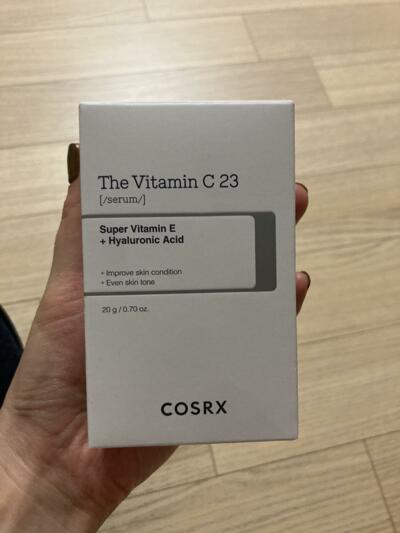 The Vitamin C 23
[/serum/]
Super Vitamin E
+ Hyaluronic Acid
+ Improve skin condition
+ Even skin tone
20 g / 0.70 oz.
COSRX